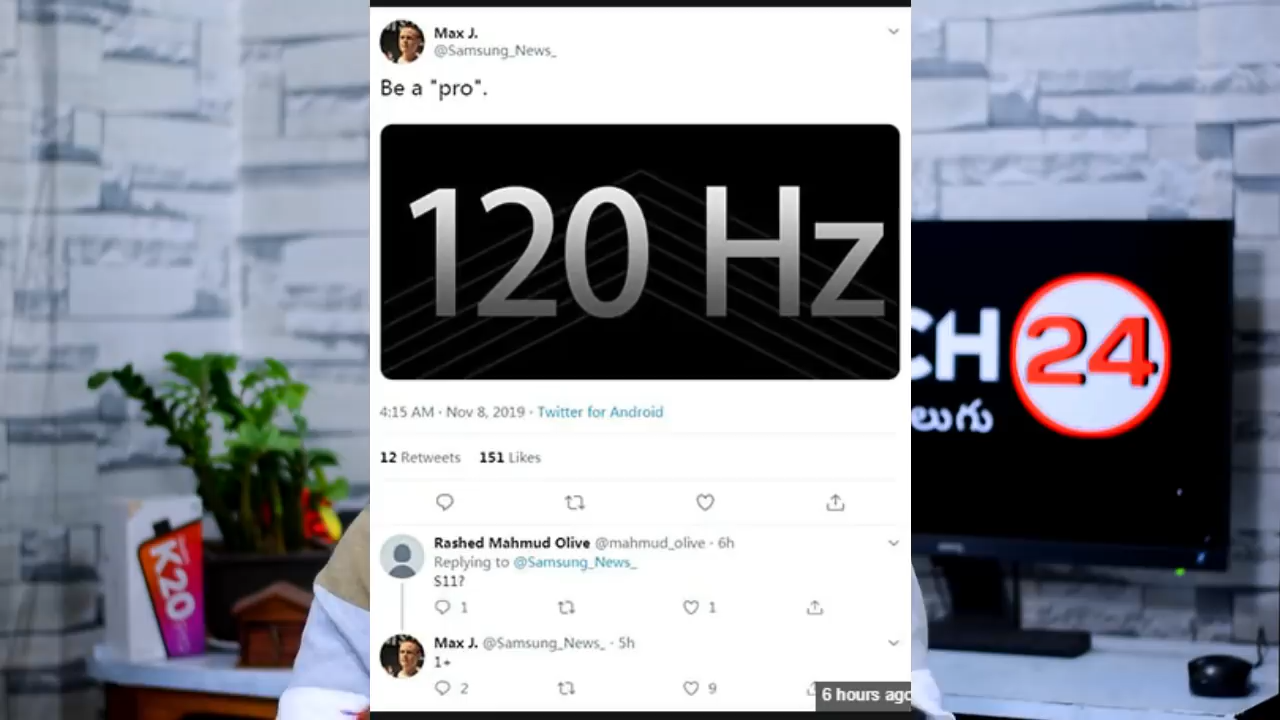 Max J.
@Samsung_News_
Be a "pro".
120 Hz
4:15 AM · Nov 8, 2019 · Twitter for Android
12 Retweets 151 Likes
Rashed Mahmud Olive @mahmud_olive · 6h
Replying to @Samsung_News_
S11?
1 1
Max J. @Samsung_News_ · 5h
1+
2 9
6 hours ago
CH 24
లుగు
K20